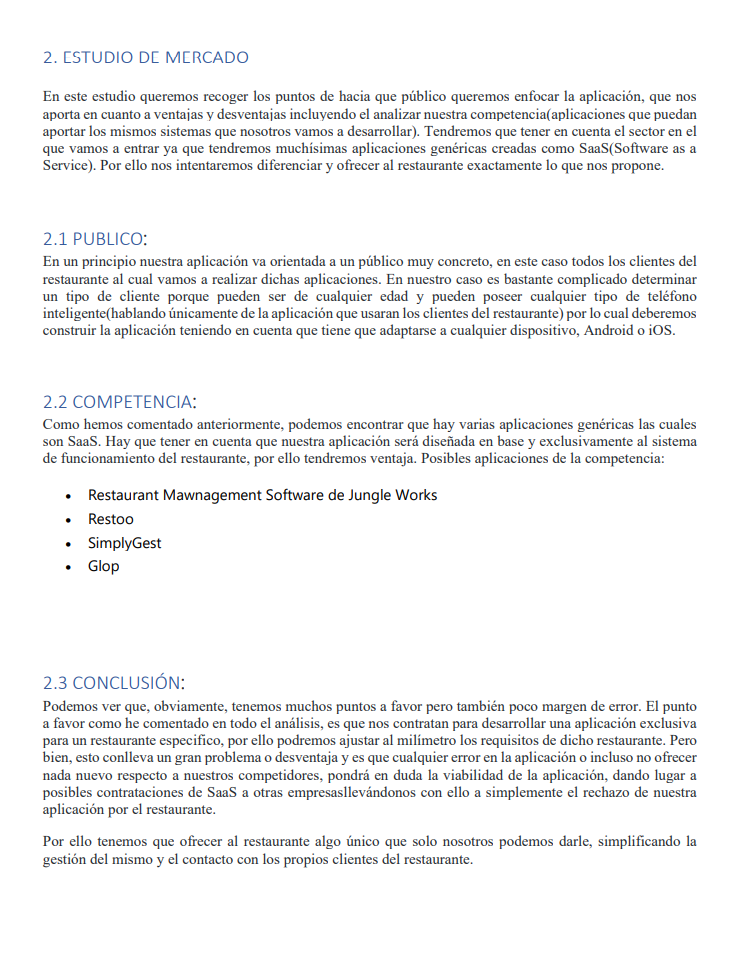 2. ESTUDIO DE MERCADO
En este estudio queremos recoger los puntos de hacia que público queremos enfocar la aplicación, que nos
aporta en cuanto a ventajas y desventajas incluyendo el analizar nuestra competencia(aplicaciones que puedan
aportar los mismos sistemas que nosotros vamos a desarrollar). Tendremos que tener en cuenta el sector en el
que vamos a entrar ya que tendremos muchísimas aplicaciones genéricas creadas como SaaS(Software as a
Service). Por ello nos intentaremos diferenciar y ofrecer al restaurante exactamente lo que nos propone.
2.1 PUBLICO:
En un principio nuestra aplicación va orientada a un público muy concreto, en este caso todos los clientes del
restaurante al cual vamos a realizar dichas aplicaciones. En nuestro caso es bastante complicado determinar
un tipo de cliente porque pueden ser de cualquier edad y pueden poseer cualquier tipo de teléfono
inteligente(hablando únicamente de la aplicación que usaran los clientes del restaurante) por lo cual deberemos
construir la aplicación teniendo en cuenta que tiene que adaptarse a cualquier dispositivo, Android o iOS.
2.2 COMPETENCIA:
Como hemos comentado anteriormente, podemos encontrar que hay varias aplicaciones genéricas las cuales
son SaaS. Hay que tener en cuenta que nuestra aplicación será diseñada en base y exclusivamente al sistema
de funcionamiento del restaurante, por ello tendremos ventaja. Posibles aplicaciones de la competencia:
• Restaurant Mawnagement Software de Jungle Works
• Restoo
• SimplyGest
• Glop
2.3 CONCLUSIÓN:
Podemos ver que, obviamente, tenemos muchos puntos a favor pero también poco margen de error. El punto
a favor como he comentado en todo el análisis, es que nos contratan para desarrollar una aplicación exclusiva
para un restaurante especifico, por ello podremos ajustar al milímetro los requisitos de dicho restaurante. Pero
bien, esto conlleva un gran problema o desventaja y es que cualquier error en la aplicación o incluso no ofrecer
nada nuevo respecto a nuestros competidores, pondrá en duda la viabilidad de la aplicación, dando lugar a
posibles contrataciones de SaaS a otras empresasllevándonos con ello a simplemente el rechazo de nuestra
aplicación por el restaurante.
Por ello tenemos que ofrecer al restaurante algo único que solo nosotros podemos darle, simplificando la
gestión del mismo y el contacto con los propios clientes del restaurante.